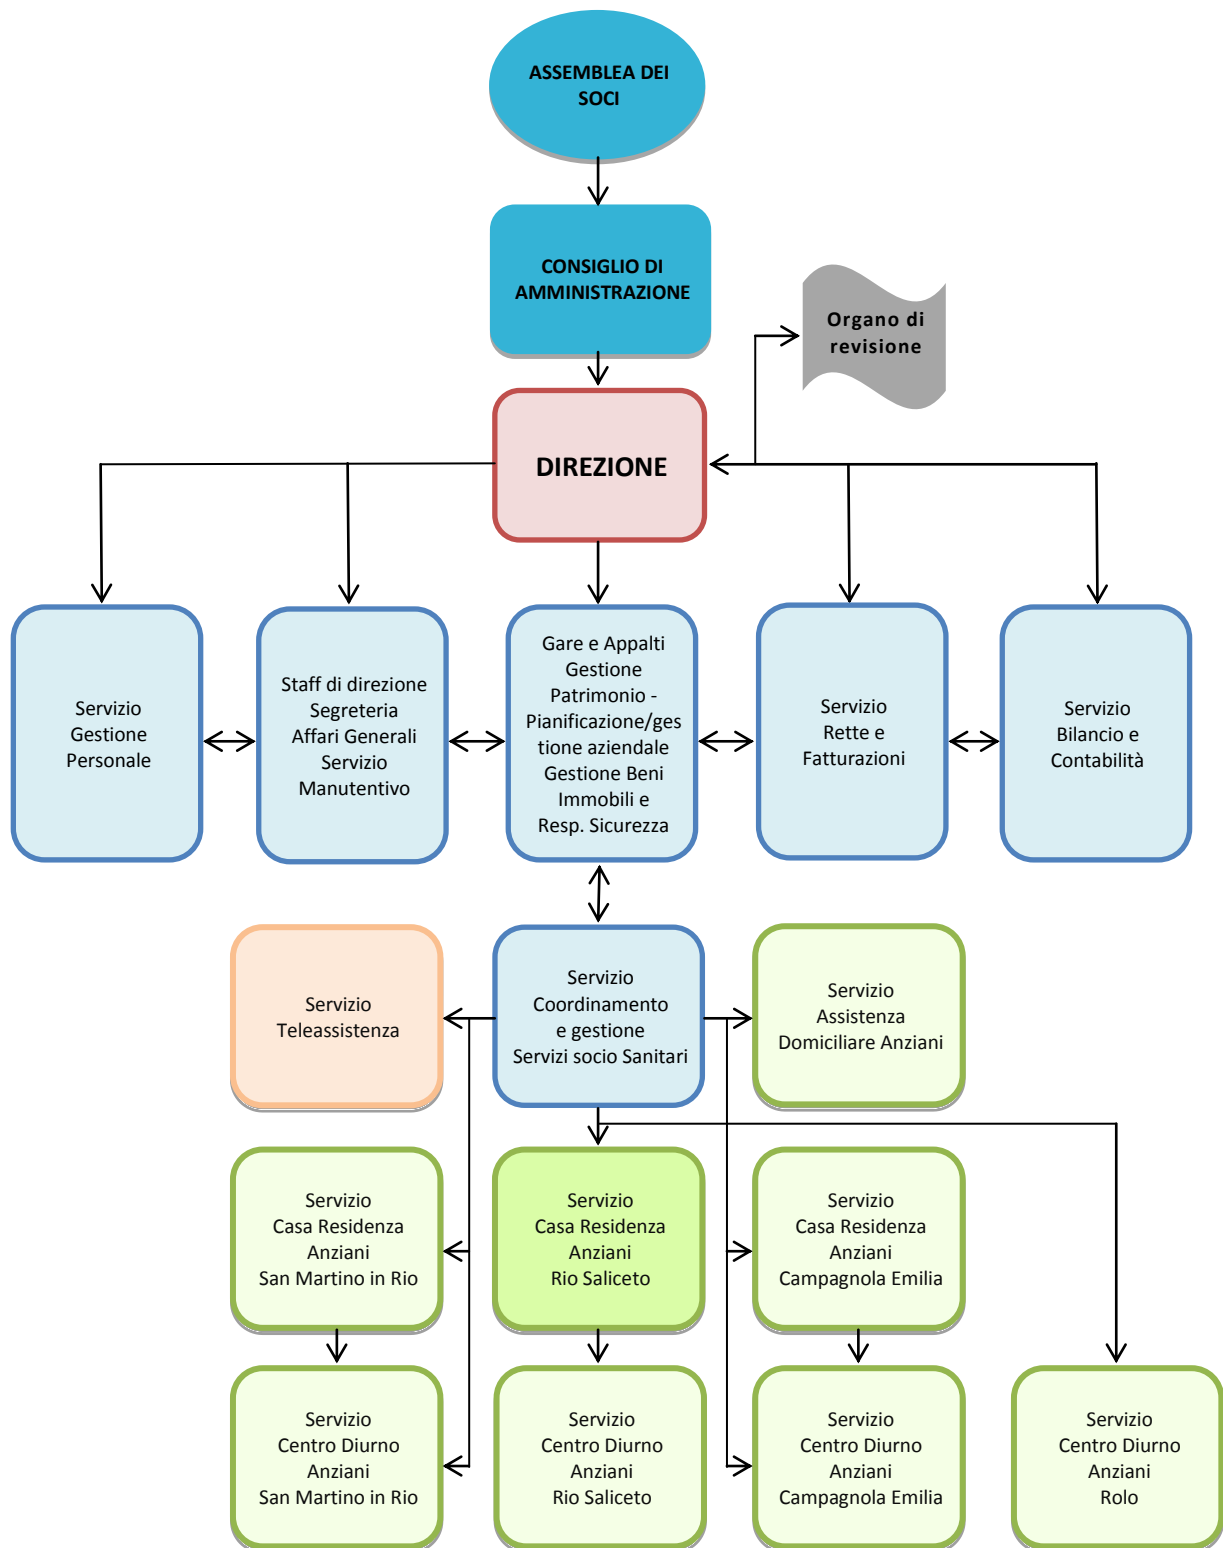 ASSEMBLEA DEI
SOCI
CONSIGLIO DI
AMMINISTRAZIONE
Organo di
revisione
DIREZIONE
Servizio
Gestione
Personale
Staff di direzione
Segreteria
Affari Generali
Servizio
Manutentivo
Gare e Appalti
Gestione
Patrimonio -
Pianificazione/ges
tione aziendale
Gestione Beni
Immobili e
Resp. Sicurezza
Servizio
Rette e
Fatturazioni
Servizio
Bilancio e
Contabilità
Servizio
Teleassistenza
Servizio
Coordinamento
e gestione
Servizi socio Sanitari
Servizio
Assistenza
Domiciliare Anziani
Servizio
Casa Residenza
Anziani
San Martino in Rio
Servizio
Casa Residenza
Anziani
Rio Saliceto
Servizio
Casa Residenza
Anziani
Campagnola Emilia
Servizio
Centro Diurno
Anziani
San Martino in Rio
Servizio
Centro Diurno
Anziani
Rio Saliceto
Servizio
Centro Diurno
Anziani
Campagnola Emilia
Servizio
Centro Diurno
Anziani
Rolo